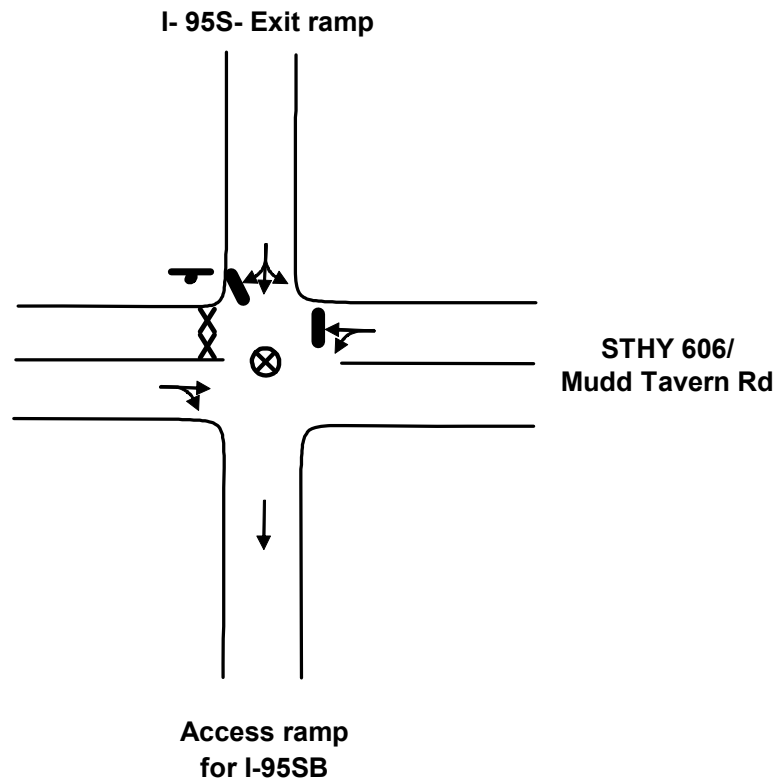 I- 95S- Exit ramp
STHY 606/
Mudd Tavern Rd
Access ramp
for I-95SB